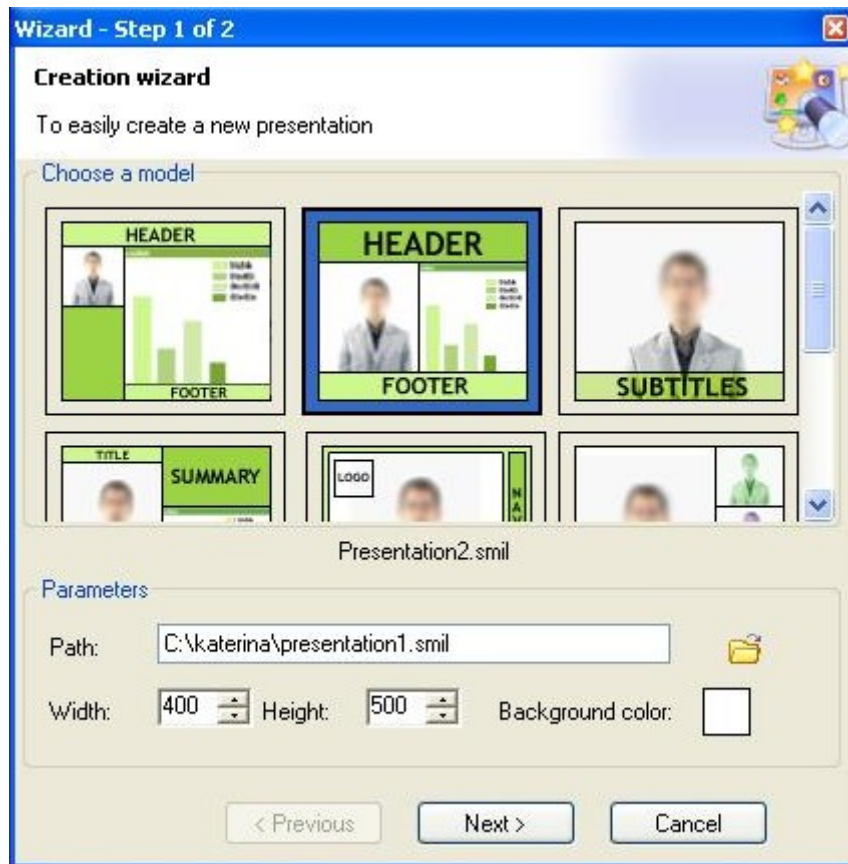 Wizard - Step 1 of 2
Creation wizard
To easily create a new presentation
Choose a model
HEADER
FOOTER
HEADER
FOOTER
SUBTITLES
TITLE
SUMMARY
LOGO
NAV
Presentation2.smil
Parameters
Path: C:\katerina\presentation1.smil
Width: 400 Height: 500 Background color:
< Previous Next > Cancel